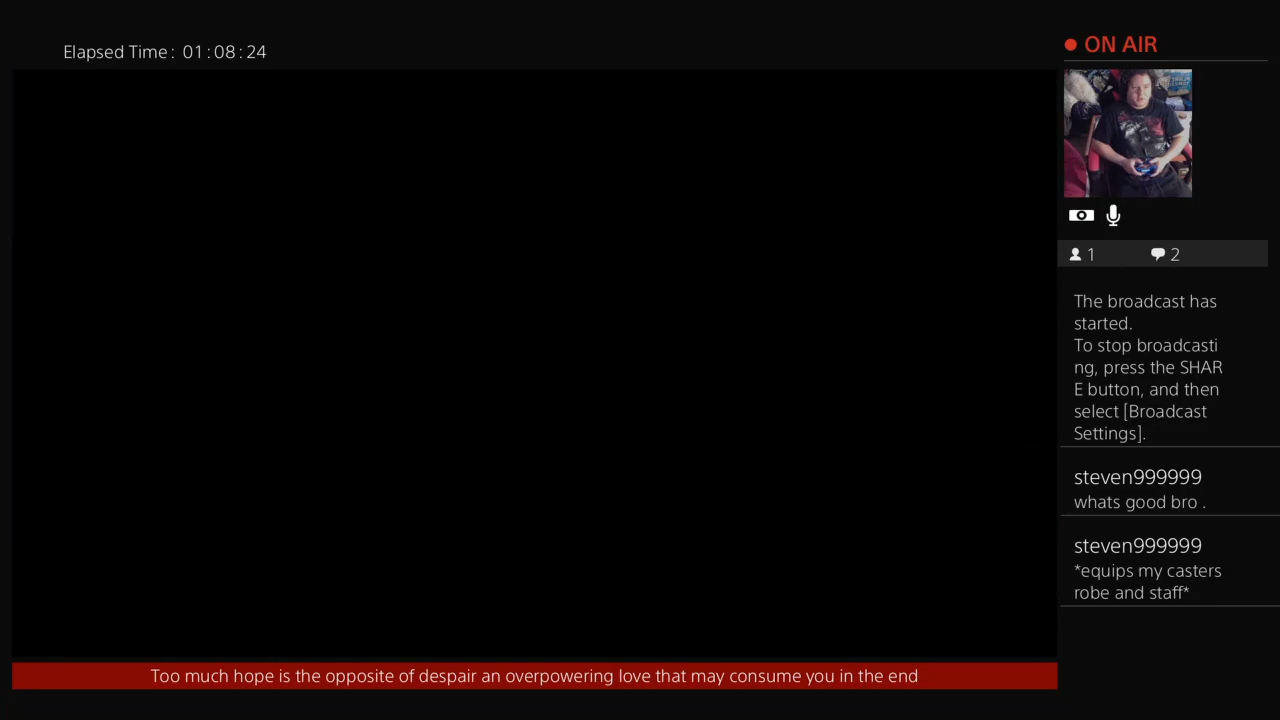 Elapsed Time: 01:08:24
ON AIR
1
2
The broadcast has
started.
To stop broadcasti
ng, press the SHAR
E button, and then
select [Broadcast
Settings].
steven999999
whats good bro .
steven999999
*equips my casters
robe and staff*
Too much hope is the opposite of despair an overpowering love that may consume you in the end